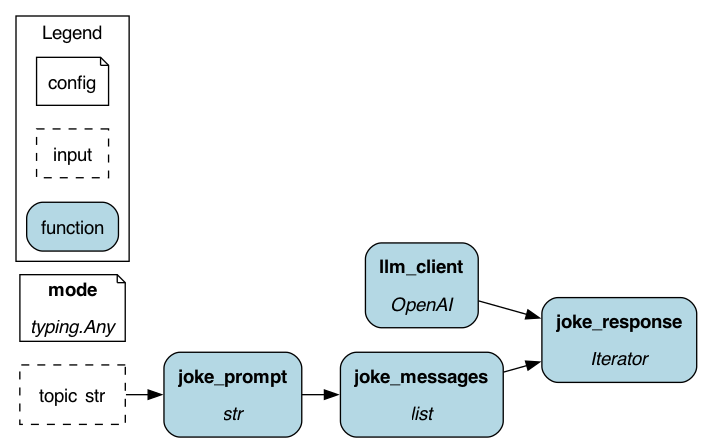 Legend
config
input
function
mode
typing.Any
topic str
joke_prompt
str
joke_messages
list
llm_client
OpenAI
joke_response
Iterator